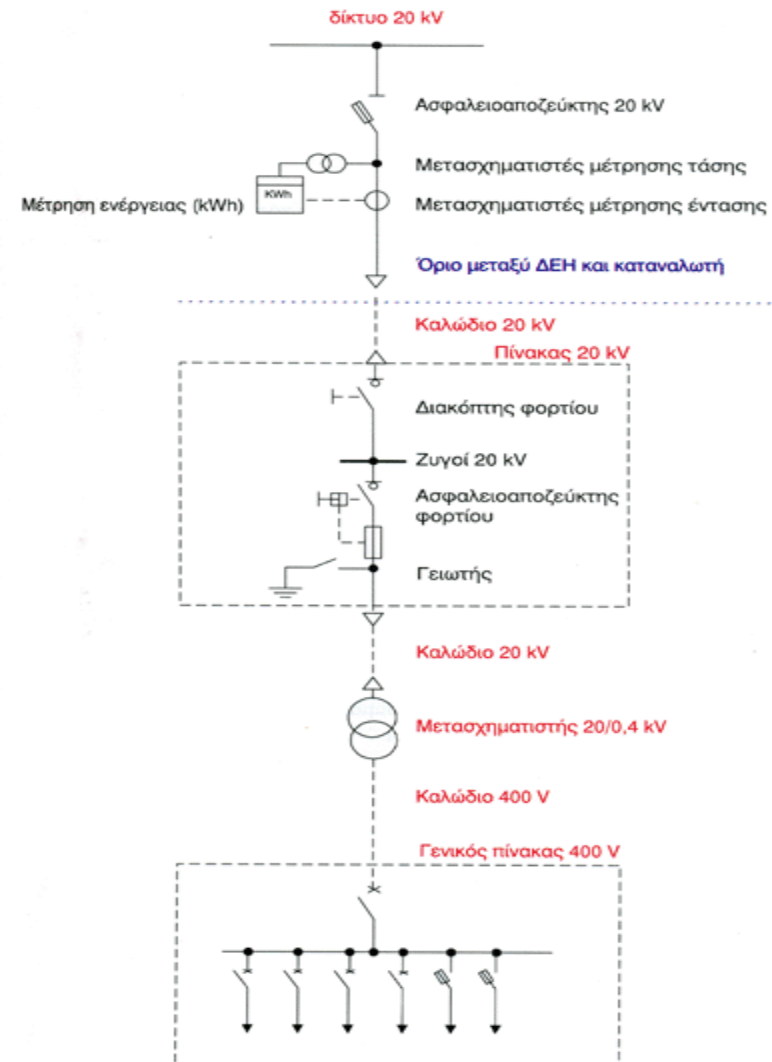 δίκτυο 20 kV
Ασφαλειοαποζεύκτης 20 kV
Μετασχηματιστές μέτρησης τάσης
KWh
Μέτρηση ενέργειας (kWh)
Μετασχηματιστές μέτρησης έντασης
Όριο μεταξύ ΔΕΗ και καταναλωτή
Καλώδιο 20 kV
Πίνακας 20 kV
Διακόπτης φορτίου
Ζυγοί 20 kV
Ασφαλειοαποζεύκτης
φορτίου
Γειωτής
Καλώδιο 20 kV
Μετασχηματιστής 20/0,4 kV
Καλώδιο 400 V
Γενικός πίνακας 400 V